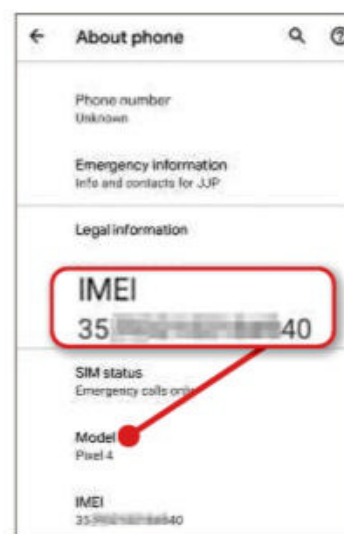 About phone
Phone number
Unknown
Emergency information
Info and contacts for JJP
Legal information
IMEI
35 40
SIM status
Emergency calls only
Model
Pixel 4
IMEI
35 40